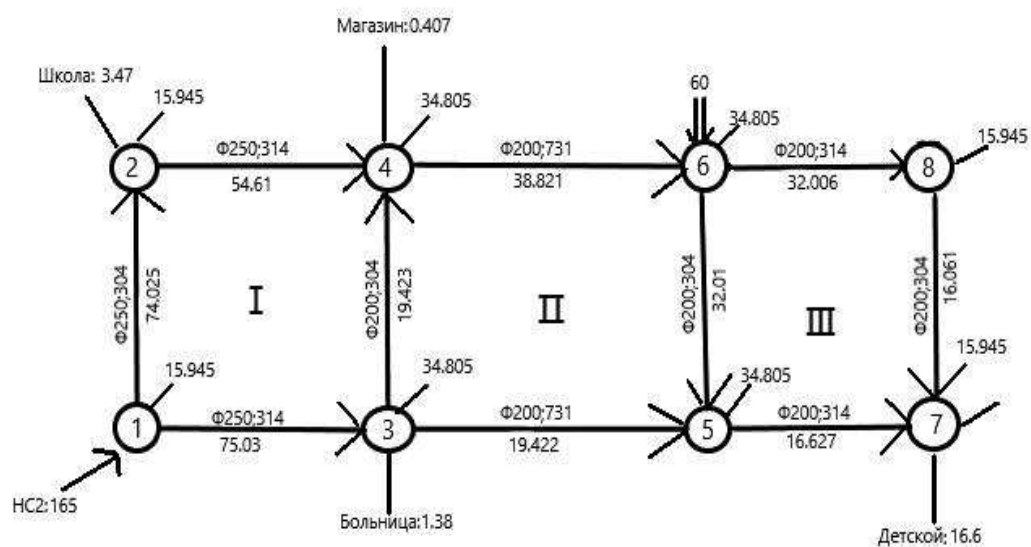 Магазин:0.407
Школа: 3.47
15.945
34.805
60
34.805
15.945
2
Ф250;314
54.61
4
Ф200;731
38.821
6
Ф200;314
32.006
8
Ф250;304
74.025
I
Ф200;304
19.423
II
Ф200;304
32.01
III
Ф200;304
16.061
15.945
34.805
34.805
15.945
1
Ф250;314
75.03
3
Ф200;731
19.422
5
Ф200;314
16.627
7
НС2:165
Больница:1.38
Детской: 16.6